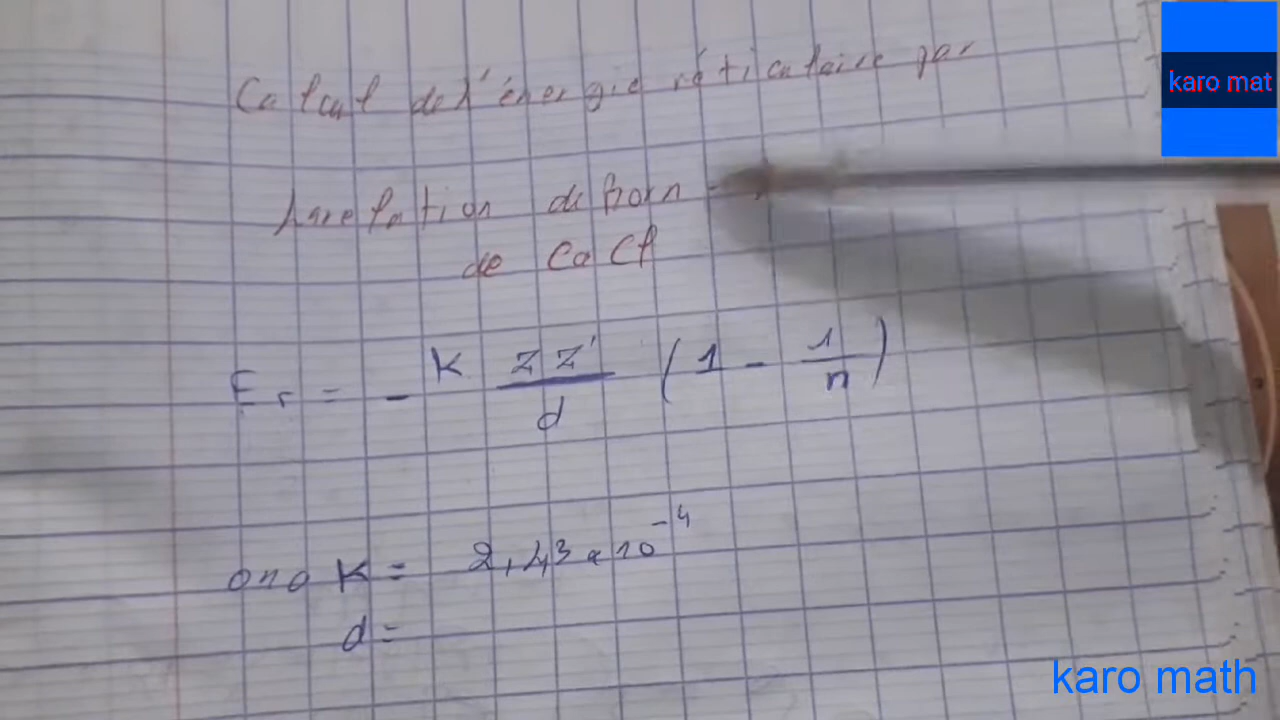 karo mat
Calcul de l'énergie réticulaire par
la relation de Born
de CaCl
Er = - K ZZ'/d (1 - 1/n)
on a K = 2,43 × 10^-4
d =
karo math